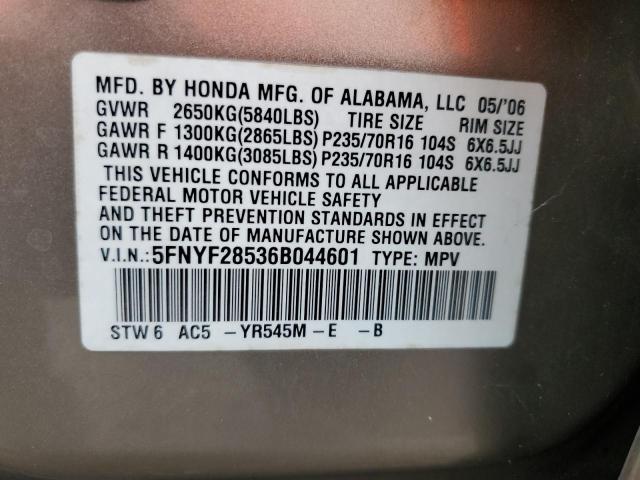 MFD. BY HONDA MFG. OF ALABAMA, LLC 05/'06
GVWR 2650KG(5840LBS) TIRE SIZE RIM SIZE
GAWR F 1300KG(2865LBS) P235/70R16 104S 6X6.5JJ
GAWR R 1400KG(3085LBS) P235/70R16 104S 6X6.5JJ
THIS VEHICLE CONFORMS TO ALL APPLICABLE
FEDERAL MOTOR VEHICLE SAFETY
AND THEFT PREVENTION STANDARDS IN EFFECT
ON THE DATE OF MANUFACTURE SHOWN ABOVE.
V.I.N.:5FNYF28536B044601 TYPE: MPV
STW6 AC5 -YR545M-E -B